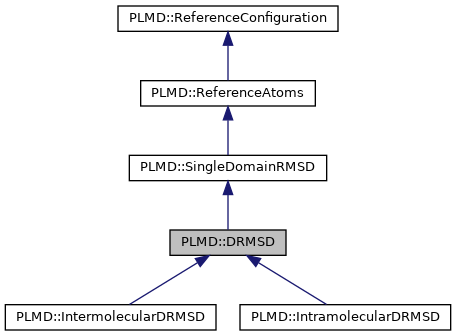 PLMD::ReferenceConfiguration
PLMD::ReferenceAtoms
PLMD::SingleDomainRMSD
PLMD::DRMSD
PLMD::IntermolecularDRMSD
PLMD::IntramolecularDRMSD